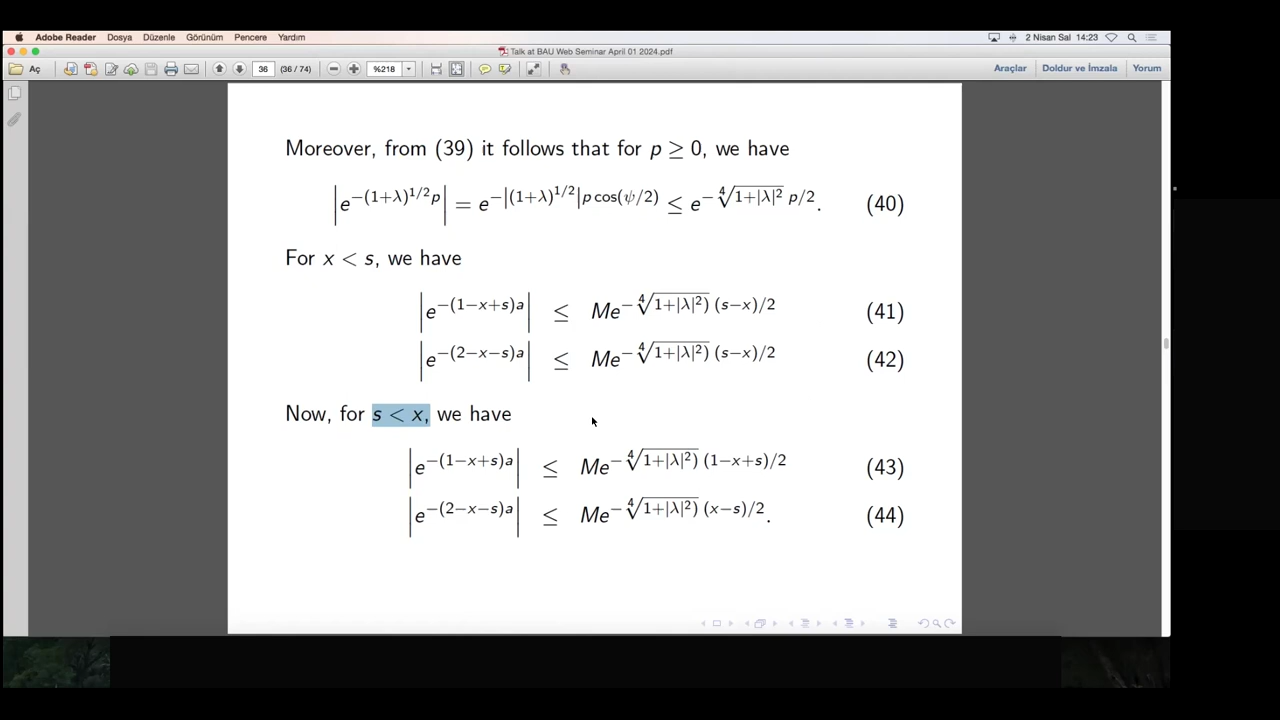 Adobe Reader Dosya Düzenle Görünüm Pencere Yardım 2 Nisan Sal 14:23
Talk at BAU Web Seminar April 01 2024.pdf
Aç 36 (36 / 74) %218 Araçlar Doldur ve İmzala Yorum
Moreover, from (39) it follows that for p ≥ 0, we have
|e^{−(1+λ)^{1/2}p}| = e^{−|(1+λ)^{1/2}|p cos(ψ/2)} ≤ e^{−∜(1+|λ|²) p/2}. (40)
For x < s, we have
|e^{−(1−x+s)a}| ≤ Me^{−∜(1+|λ|²)) (s−x)/2} (41)
|e^{−(2−x−s)a}| ≤ Me^{−∜(1+|λ|²)) (s−x)/2} (42)
Now, for s < x, we have
|e^{−(1−x+s)a}| ≤ Me^{−∜(1+|λ|²)) (1−x+s)/2} (43)
|e^{−(2−x−s)a}| ≤ Me^{−∜(1+|λ|²)) (x−s)/2}. (44)